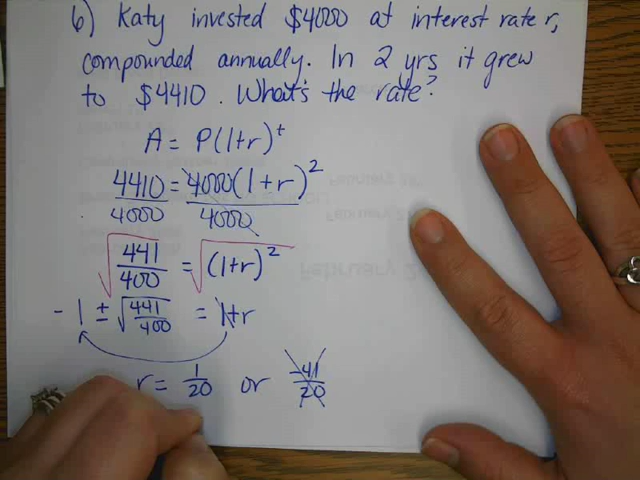 6) Katy invested $4000 at interest rate r,
compounded annually. In 2 yrs it grew
to $4410. What's the rate?
A = P(1+r)^t
4410/4000 = 4000(1+r)^2/4000
√441/400 = √(1+r)^2
-1 ± √441/400 = 1+r
r = 1/20 or -41/20